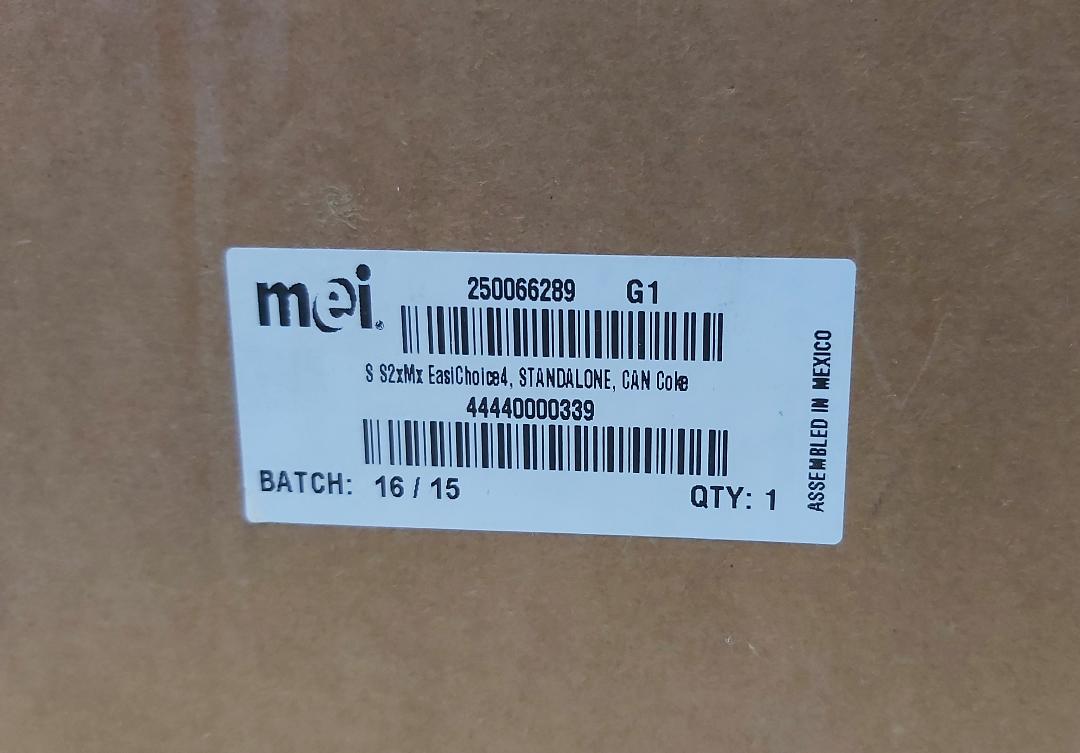 mei®
250066289 G1
S S2xMx EasiChoice4, STANDALONE, CAN Coke
44440000339
BATCH: 16 / 15
QTY: 1
ASSEMBLED IN MEXICO